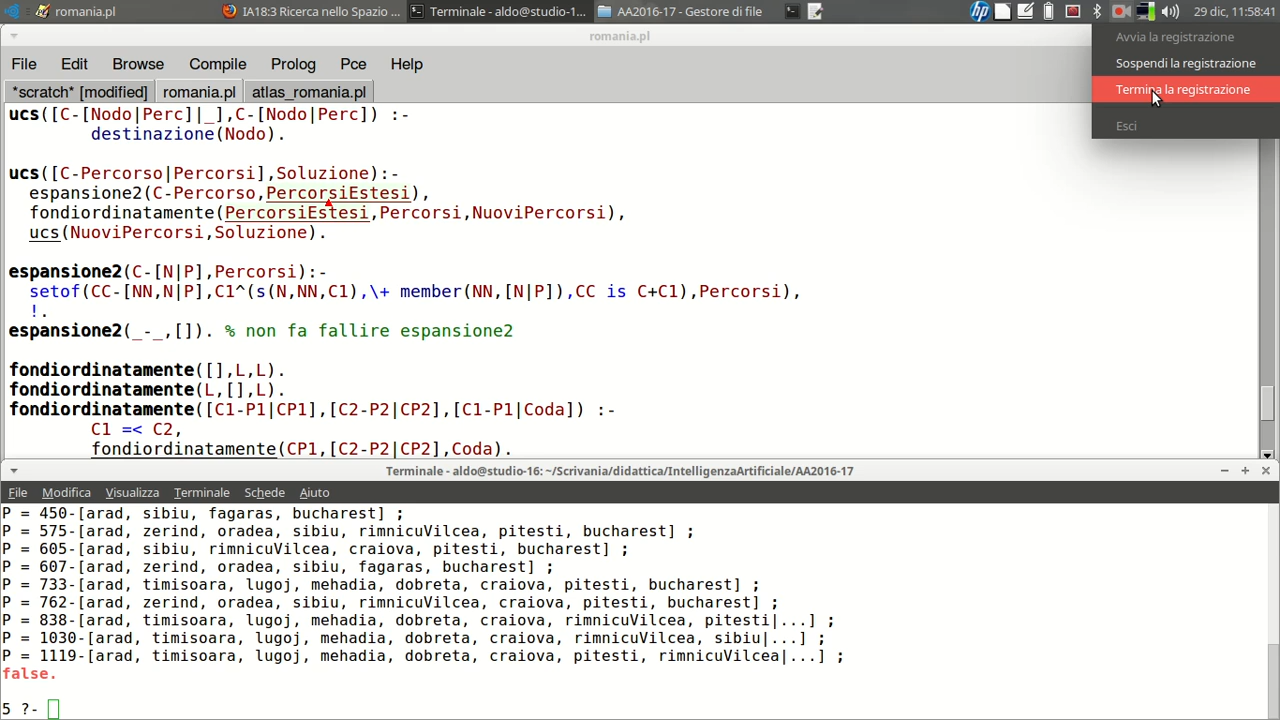 romania.pl
IA18:3 Ricerca nello Spazio ...
Terminale - aldo@studio-1...
AA2016-17 - Gestore di file
29 dic, 11:58:41
romania.pl
Avvia la registrazione
Sospendi la registrazione
Termina la registrazione
Esci
File Edit Browse Compile Prolog Pce Help
*scratch* [modified] romania.pl atlas_romania.pl
ucs([C-[Nodo|Perc]|_],C-[Nodo|Perc]) :-
        destinazione(Nodo).
ucs([C-Percorso|Percorsi],Soluzione):-
  espansione2(C-Percorso,PercorsiEstesi),
  fondiordinatamente(PercorsiEstesi,Percorsi,NuoviPercorsi),
  ucs(NuoviPercorsi,Soluzione).
espansione2(C-[N|P],Percorsi):-
  setof(CC-[NN,N|P],C1^(s(N,NN,C1),\+ member(NN,[N|P]),CC is C+C1),Percorsi),
  !.
espansione2(_-_,[]). % non fa fallire espansione2
fondiordinatamente([],L,L).
fondiordinatamente(L,[],L).
fondiordinatamente([C1-P1|CP1],[C2-P2|CP2],[C1-P1|Coda]) :-
        C1 =< C2,
        fondiordinatamente(CP1,[C2-P2|CP2],Coda).
Terminale - aldo@studio-16: ~/Scrivania/didattica/IntelligenzaArtificiale/AA2016-17
File Modifica Visualizza Terminale Schede Aiuto
P = 450-[arad, sibiu, fagaras, bucharest] ;
P = 575-[arad, zerind, oradea, sibiu, rimnicuVilcea, pitesti, bucharest] ;
P = 605-[arad, sibiu, rimnicuVilcea, craiova, pitesti, bucharest] ;
P = 607-[arad, zerind, oradea, sibiu, fagaras, bucharest] ;
P = 733-[arad, timisoara, lugoj, mehadia, dobreta, craiova, pitesti, bucharest] ;
P = 762-[arad, zerind, oradea, sibiu, rimnicuVilcea, craiova, pitesti, bucharest] ;
P = 838-[arad, timisoara, lugoj, mehadia, dobreta, craiova, rimnicuVilcea, pitesti|...] ;
P = 1030-[arad, timisoara, lugoj, mehadia, dobreta, craiova, rimnicuVilcea, sibiu|...] ;
P = 1119-[arad, timisoara, lugoj, mehadia, dobreta, craiova, pitesti, rimnicuVilcea|...] ;
false.
5 ?-